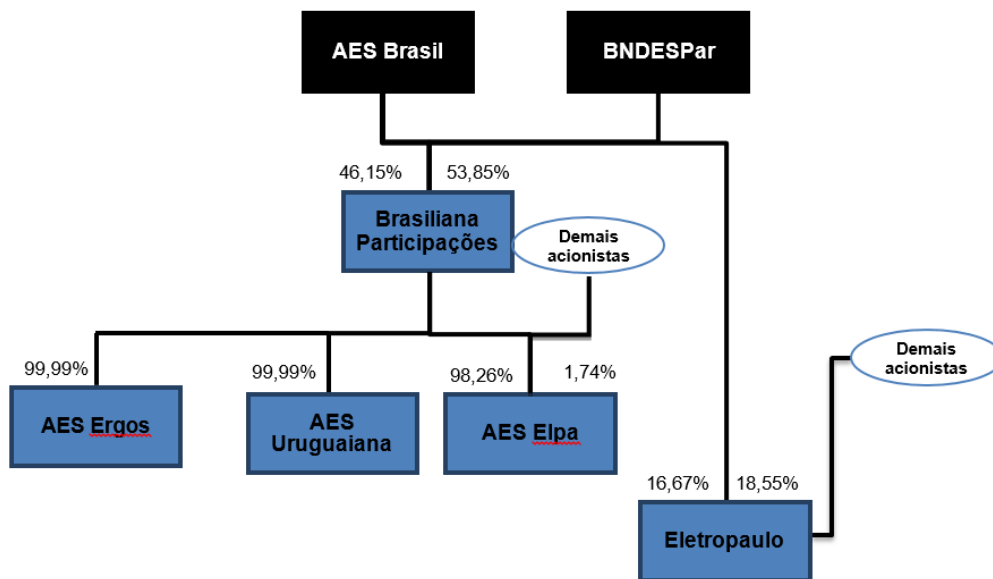 AES Brasil
BNDESPar
46,15%
53,85%
Brasiliana
Participações
Demais
acionistas
99,99%
99,99%
98,26%
1,74%
AES Ergos
AES
Uruguaiana
AES Elpa
Demais
acionistas
16,67%
18,55%
Eletropaulo